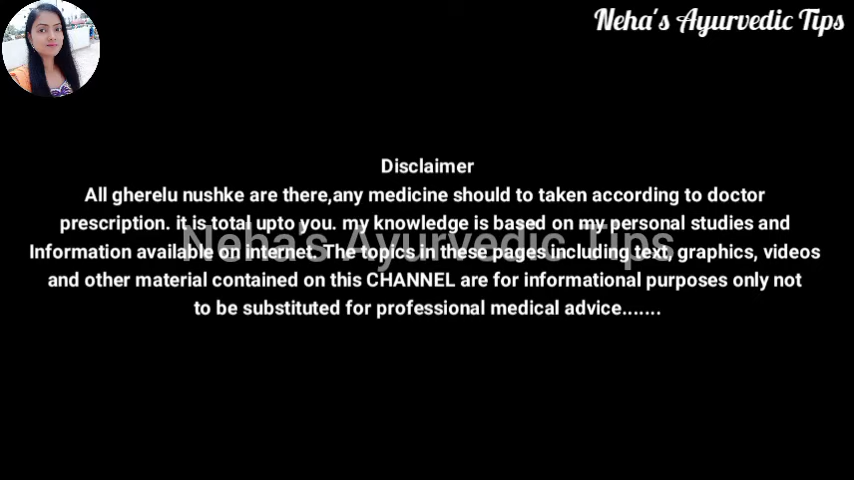 Neha's Ayurvedic Tips
Disclaimer
All gherelu nushke are there,any medicine should to taken according to doctor
prescription. it is total upto you. my knowledge is based on my personal studies and
Neha's Ayurvedic Tips
Information available on internet. The topics in these pages including text, graphics, videos
and other material contained on this CHANNEL are for informational purposes only not
to be substituted for professional medical advice.......